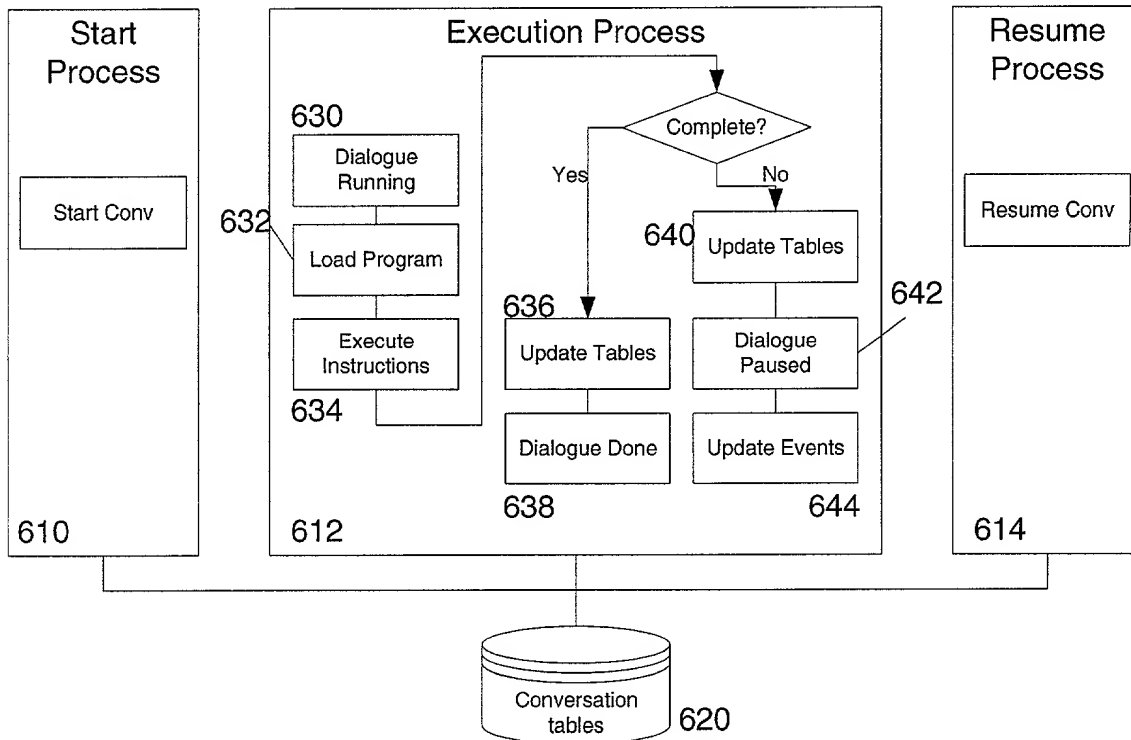 Start
Process
Start Conv
610
Execution Process
630
Dialogue
Running
632
Load Program
Execute
Instructions
634
Complete?
Yes
No
636
Update Tables
Dialogue Done
638
640
Update Tables
642
Dialogue
Paused
Update Events
644
612
Resume
Process
Resume Conv
614
Conversation
tables
620